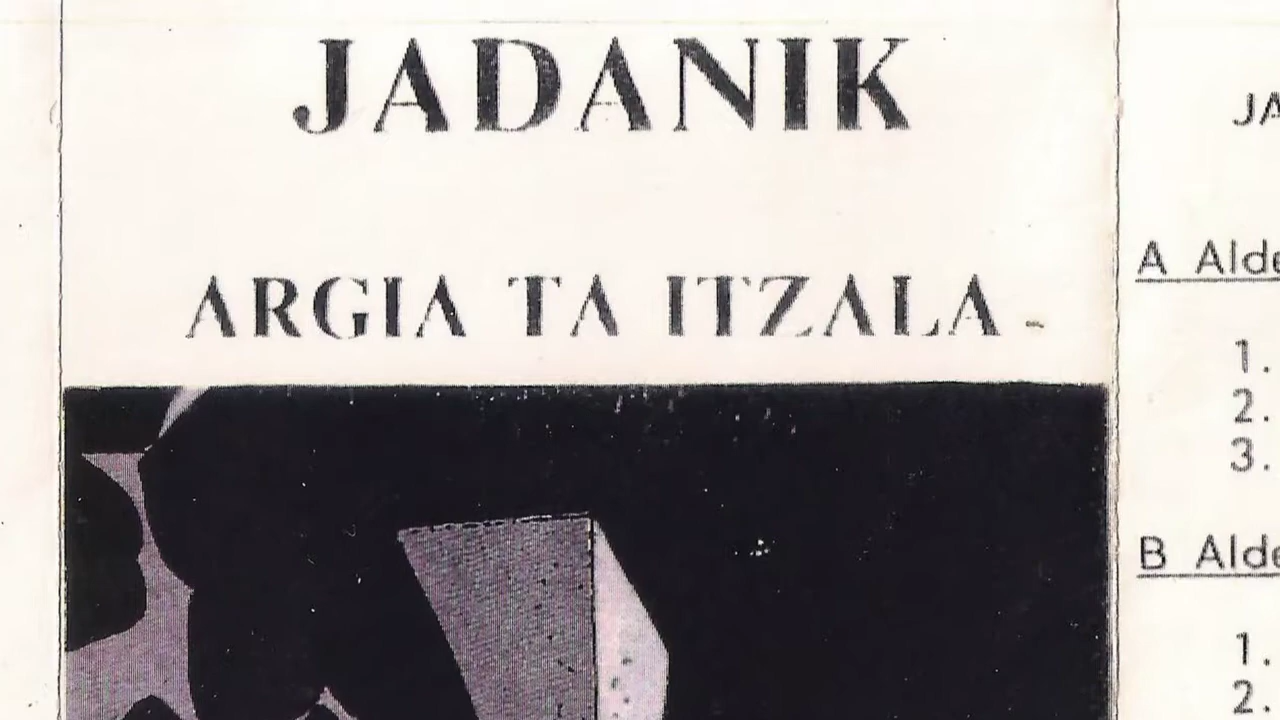 JADANIK
ARGIA TA ITZALA
A Alde
1.
2.
3.
B Alde
1.
2.